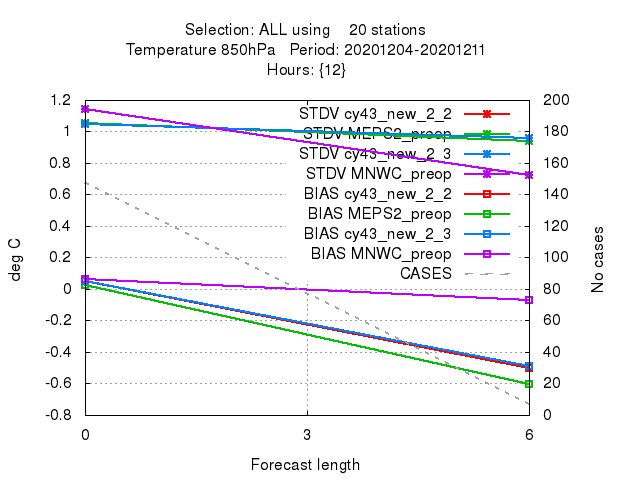 Selection: ALL using    20 stations
Temperature 850hPa   Period: 20201204-20201211
Hours: {12}
1.2 200
STDV cy43_new_2_2
1 180
STDV MEPS2_preop
0.8 160
STDV cy43_new_2_3
STDV MNWC_preop
0.6 140
BIAS cy43_new_2_2
0.4 120
BIAS MEPS2_preop
BIAS cy43_new_2_3
0.2 100
BIAS MNWC_preop
CASES
0 80
-0.2 60
-0.4 40
-0.6 20
-0.8 0
deg C
No cases
0 3 6
Forecast length